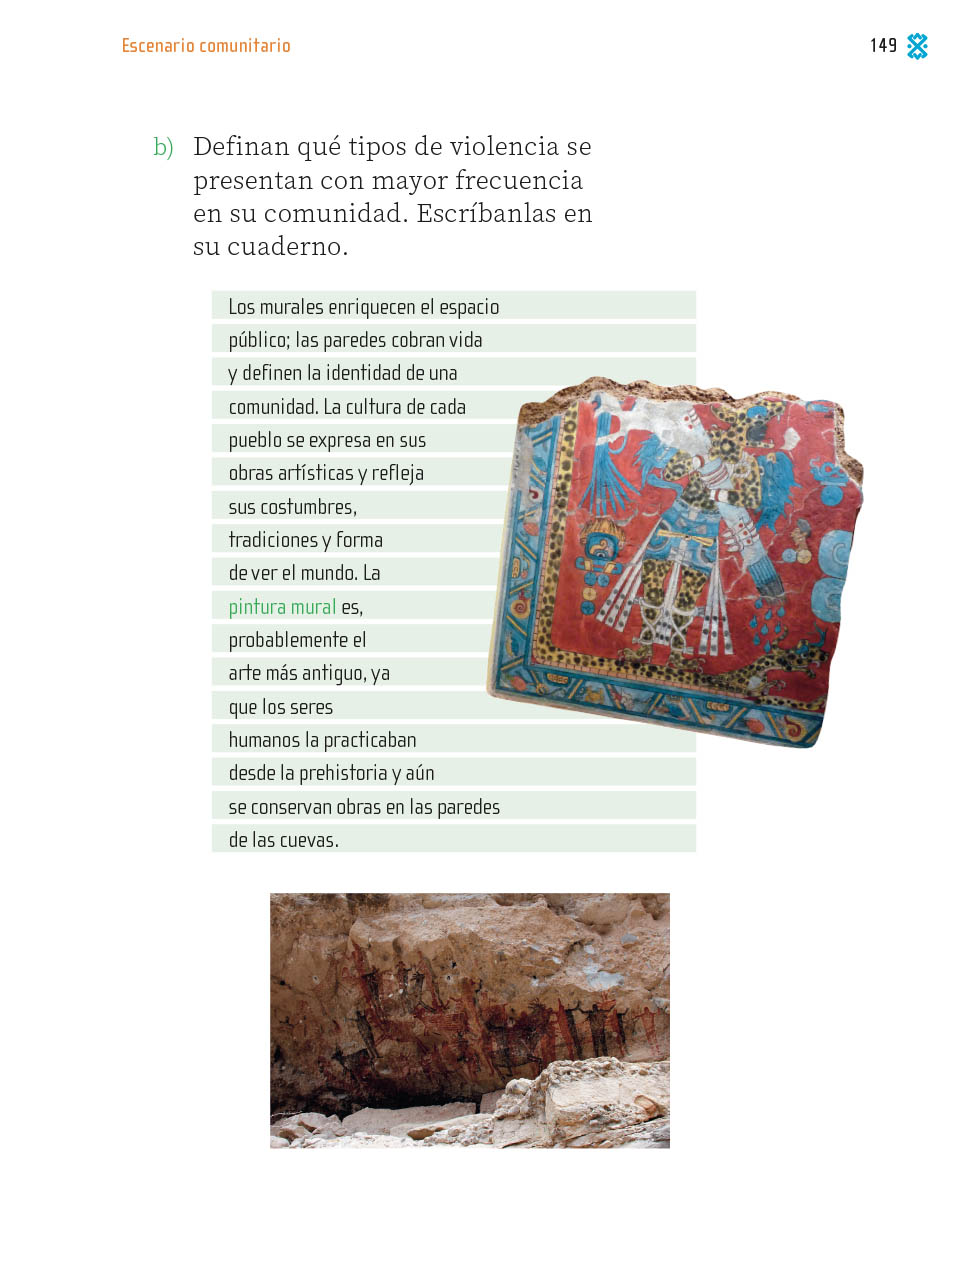 Escenario comunitario
149
b) Definan qué tipos de violencia se
presentan con mayor frecuencia
en su comunidad. Escríbanlas en
su cuaderno.
Los murales enriquecen el espacio
público; las paredes cobran vida
y definen la identidad de una
comunidad. La cultura de cada
pueblo se expresa en sus
obras artísticas y refleja
sus costumbres,
tradiciones y forma
de ver el mundo. La
pintura mural es,
probablemente el
arte más antiguo, ya
que los seres
humanos la practicaban
desde la prehistoria y aún
se conservan obras en las paredes
de las cuevas.